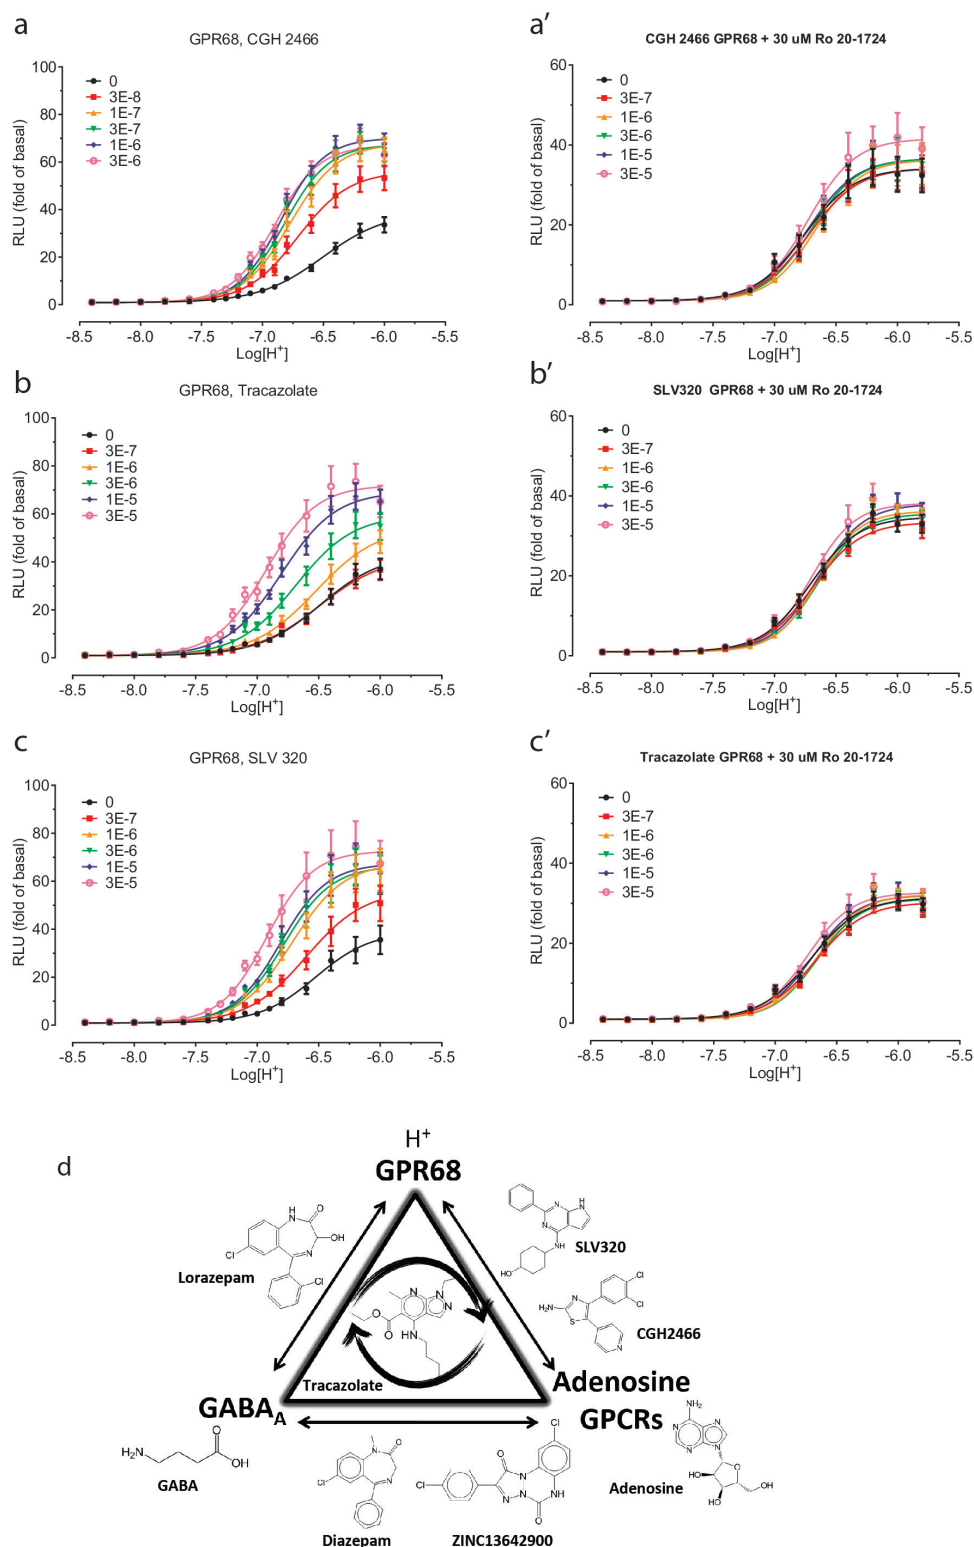 a
GPR68, CGH 2466
RLU (fold of basal)
100
80
60
40
20
0
0
3E-8
1E-7
3E-7
1E-6
3E-6
-8.5 -8.0 -7.5 -7.0 -6.5 -6.0 -5.5
Log[H+]
a′
CGH 2466 GPR68 + 30 uM Ro 20-1724
RLU (fold of basal)
60
40
20
0
0
3E-7
1E-6
3E-6
1E-5
3E-5
-8.5 -8.0 -7.5 -7.0 -6.5 -6.0 -5.5
Log[H+]
b
GPR68, Tracazolate
RLU (fold of basal)
100
80
60
40
20
0
0
3E-7
1E-6
3E-6
1E-5
3E-5
-8.5 -8.0 -7.5 -7.0 -6.5 -6.0 -5.5
Log[H+]
b′
SLV320 GPR68 + 30 uM Ro 20-1724
RLU (fold of basal)
60
40
20
0
0
3E-7
1E-6
3E-6
1E-5
3E-5
-8.5 -8.0 -7.5 -7.0 -6.5 -6.0 -5.5
Log[H+]
c
GPR68, SLV 320
RLU (fold of basal)
100
80
60
40
20
0
0
3E-7
1E-6
3E-6
1E-5
3E-5
-8.5 -8.0 -7.5 -7.0 -6.5 -6.0 -5.5
Log[H+]
c′
Tracazolate GPR68 + 30 uM Ro 20-1724
RLU (fold of basal)
60
40
20
0
0
3E-7
1E-6
3E-6
1E-5
3E-5
-8.5 -8.0 -7.5 -7.0 -6.5 -6.0 -5.5
Log[H+]
d
H+
GPR68
Lorazepam
SLV320
CGH2466
Tracazolate
GABAA
Adenosine
GPCRs
GABA
Diazepam
ZINC13642900
Adenosine